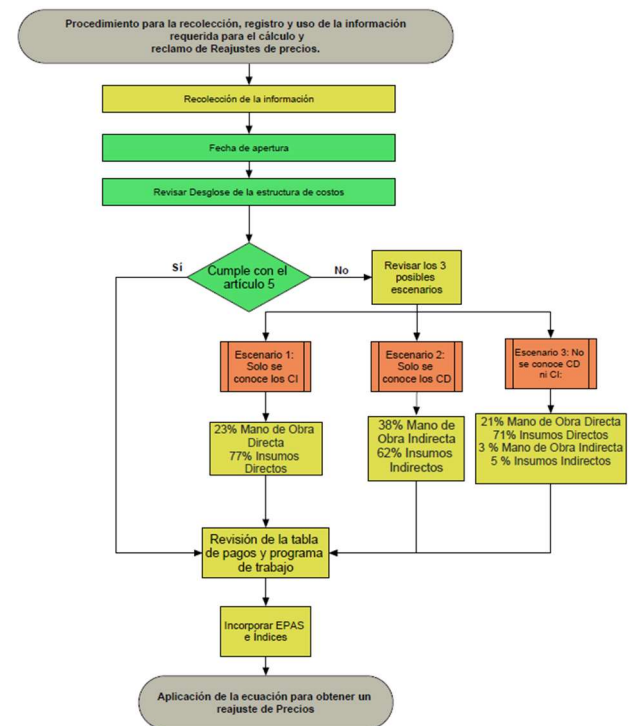 Procedimiento para la recolección, registro y uso de la información
requerida para el cálculo y
reclamo de Reajustes de precios.
Recolección de la información
Fecha de apertura
Revisar Desglose de la estructura de costos
Cumple con el
artículo 5
Sí
No
Revisar los 3
posibles
escenarios
Escenario 1:
Solo se
conoce los CI
Escenario 2:
Solo se
conoce los CD
Escenario 3: No
se conoce CD
ni CI:
23% Mano de Obra
Directa
77% Insumos
Directos
38% Mano de
Obra Indirecta
62% Insumos
Indirectos
21% Mano de Obra Directa
71% Insumos Directos
3 % Mano de Obra Indirecta
5 % Insumos Indirectos
Revisión de la tabla
de pagos y programa
de trabajo
Incorporar EPAS
e Índices
Aplicación de la ecuación para obtener un
reajuste de Precios